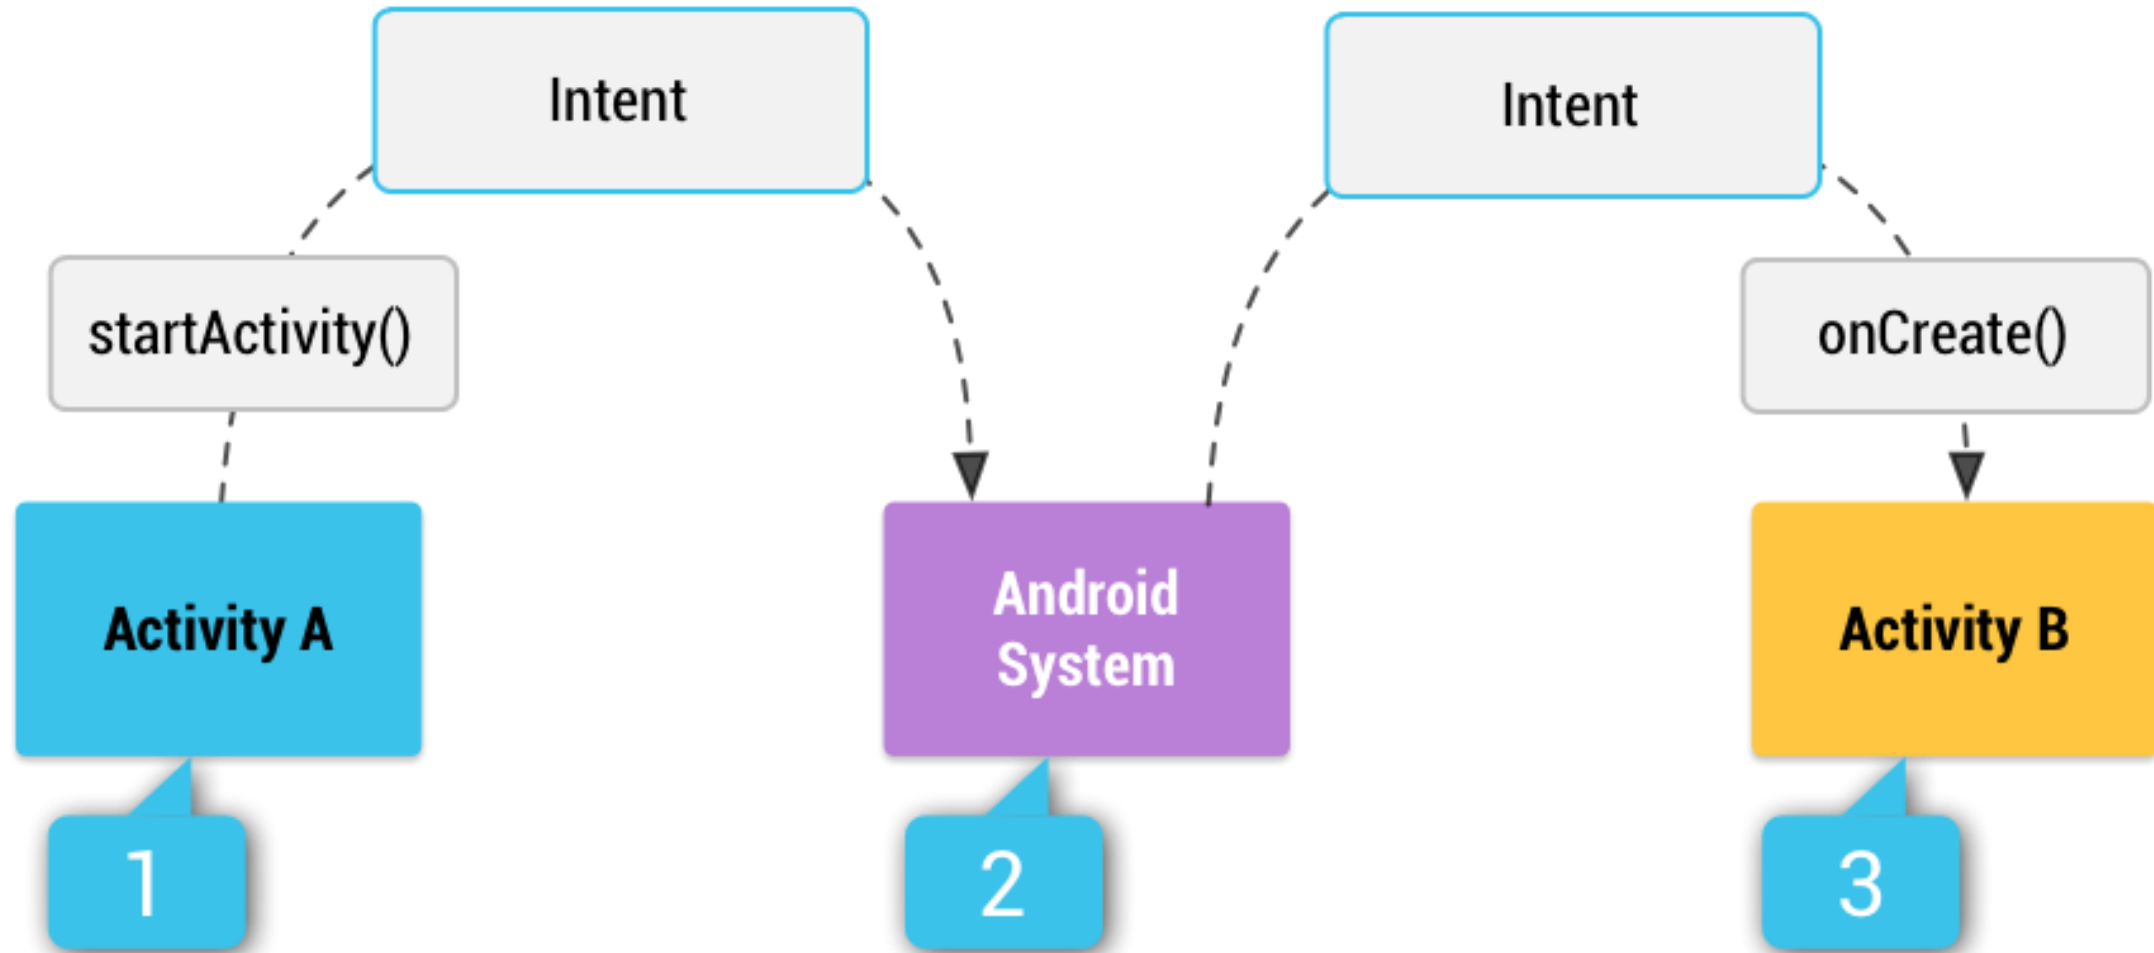 Intent
Intent
startActivity()
onCreate()
Activity A
Android
System
Activity B
1
2
3